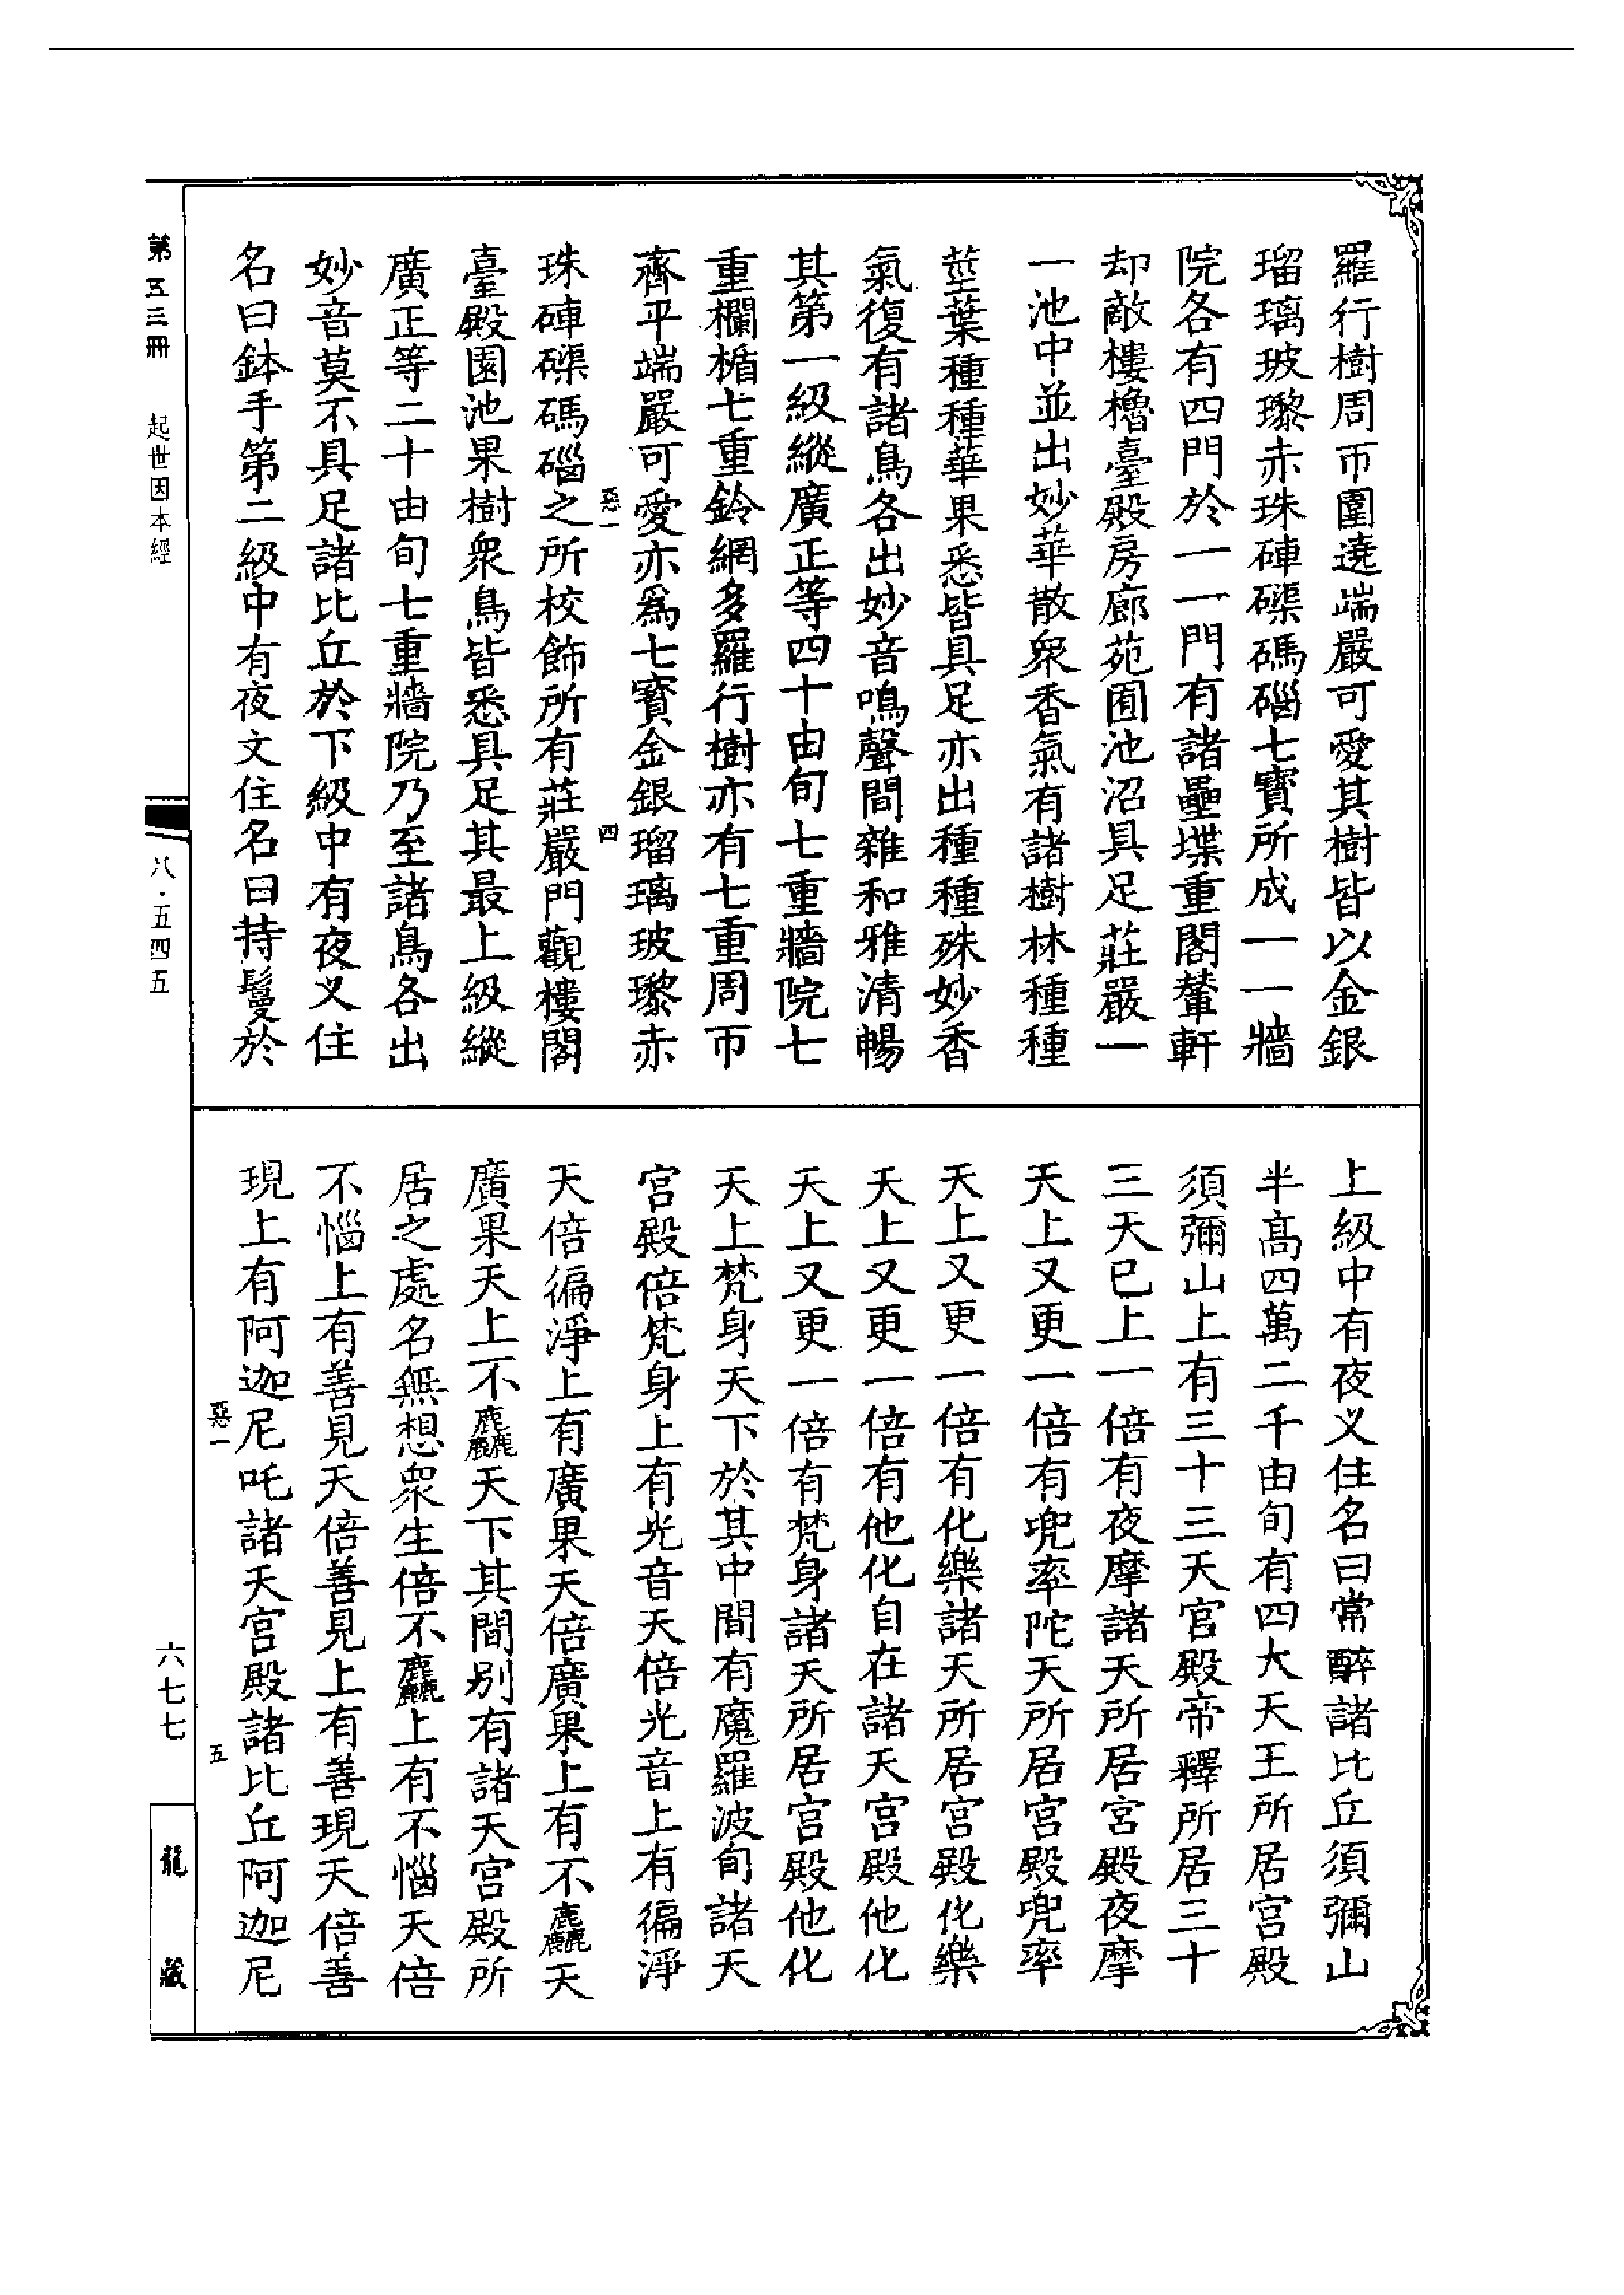 羅行樹周帀圍遶端嚴可愛其樹皆以金銀
瑠璃玻瓈赤珠硨磲碼碯七寶所成一一牆
院各有四門於一一門有諸壘堞重閣輦軒
却敵樓櫓臺殿房廊苑囿池沼具足莊嚴一
一池中並出妙華散衆香氣有諸樹林種種
莖葉種種華果悉皆具足亦出種種殊妙香
氣復有諸鳥各出妙音鳴聲間雜和雅清暢
其第一級縱廣正等四十由旬七重牆院七
重欄楯七重鈴網多羅行樹亦有七重周帀
齊平端嚴可愛亦爲七寶金銀瑠璃玻瓈赤
惡一 四
珠硨磲碼碯之所校飾所有莊嚴門觀樓閣
臺殿園池果樹衆鳥皆悉具足其最上級縱
廣正等二十由旬七重牆院乃至諸鳥各出
妙音莫不具足諸比丘於下級中有夜叉住
名曰鉢手第二級中有夜文住名曰持鬘於
上級中有夜义住名曰常醉諸比丘須彌山
半髙四萬二千由旬有四大天王所居宫殿
須彌山上有三十三天宫殿帝釋所居三十
三天已上一倍有夜摩諸天所居宫殿夜摩
天上又更一倍有兜率陀天所居宫殿兜率
天上又更一倍有化樂諸天所居宫殿化樂
天上又更一倍有他化自在諸天宫殿他化
天上又更一倍有梵身諸天所居宫殿他化
天上梵身天下於其中間有魔羅波旬諸天
宫殿倍梵身上有光音天倍光音上有徧淨
天倍徧淨上有廣果天倍廣果上有不麤天
廣果天上不麤天下其間别有諸天宫殿所
居之處名無想衆生倍不麤上有不惱天倍
不惱上有善見天倍善見上有善現天倍善
現上有阿迦尼吒諸天宫殿諸比丘阿迦尼
惡一 五
第五三冊 起世因本經
八·五四五
六七七
龍藏